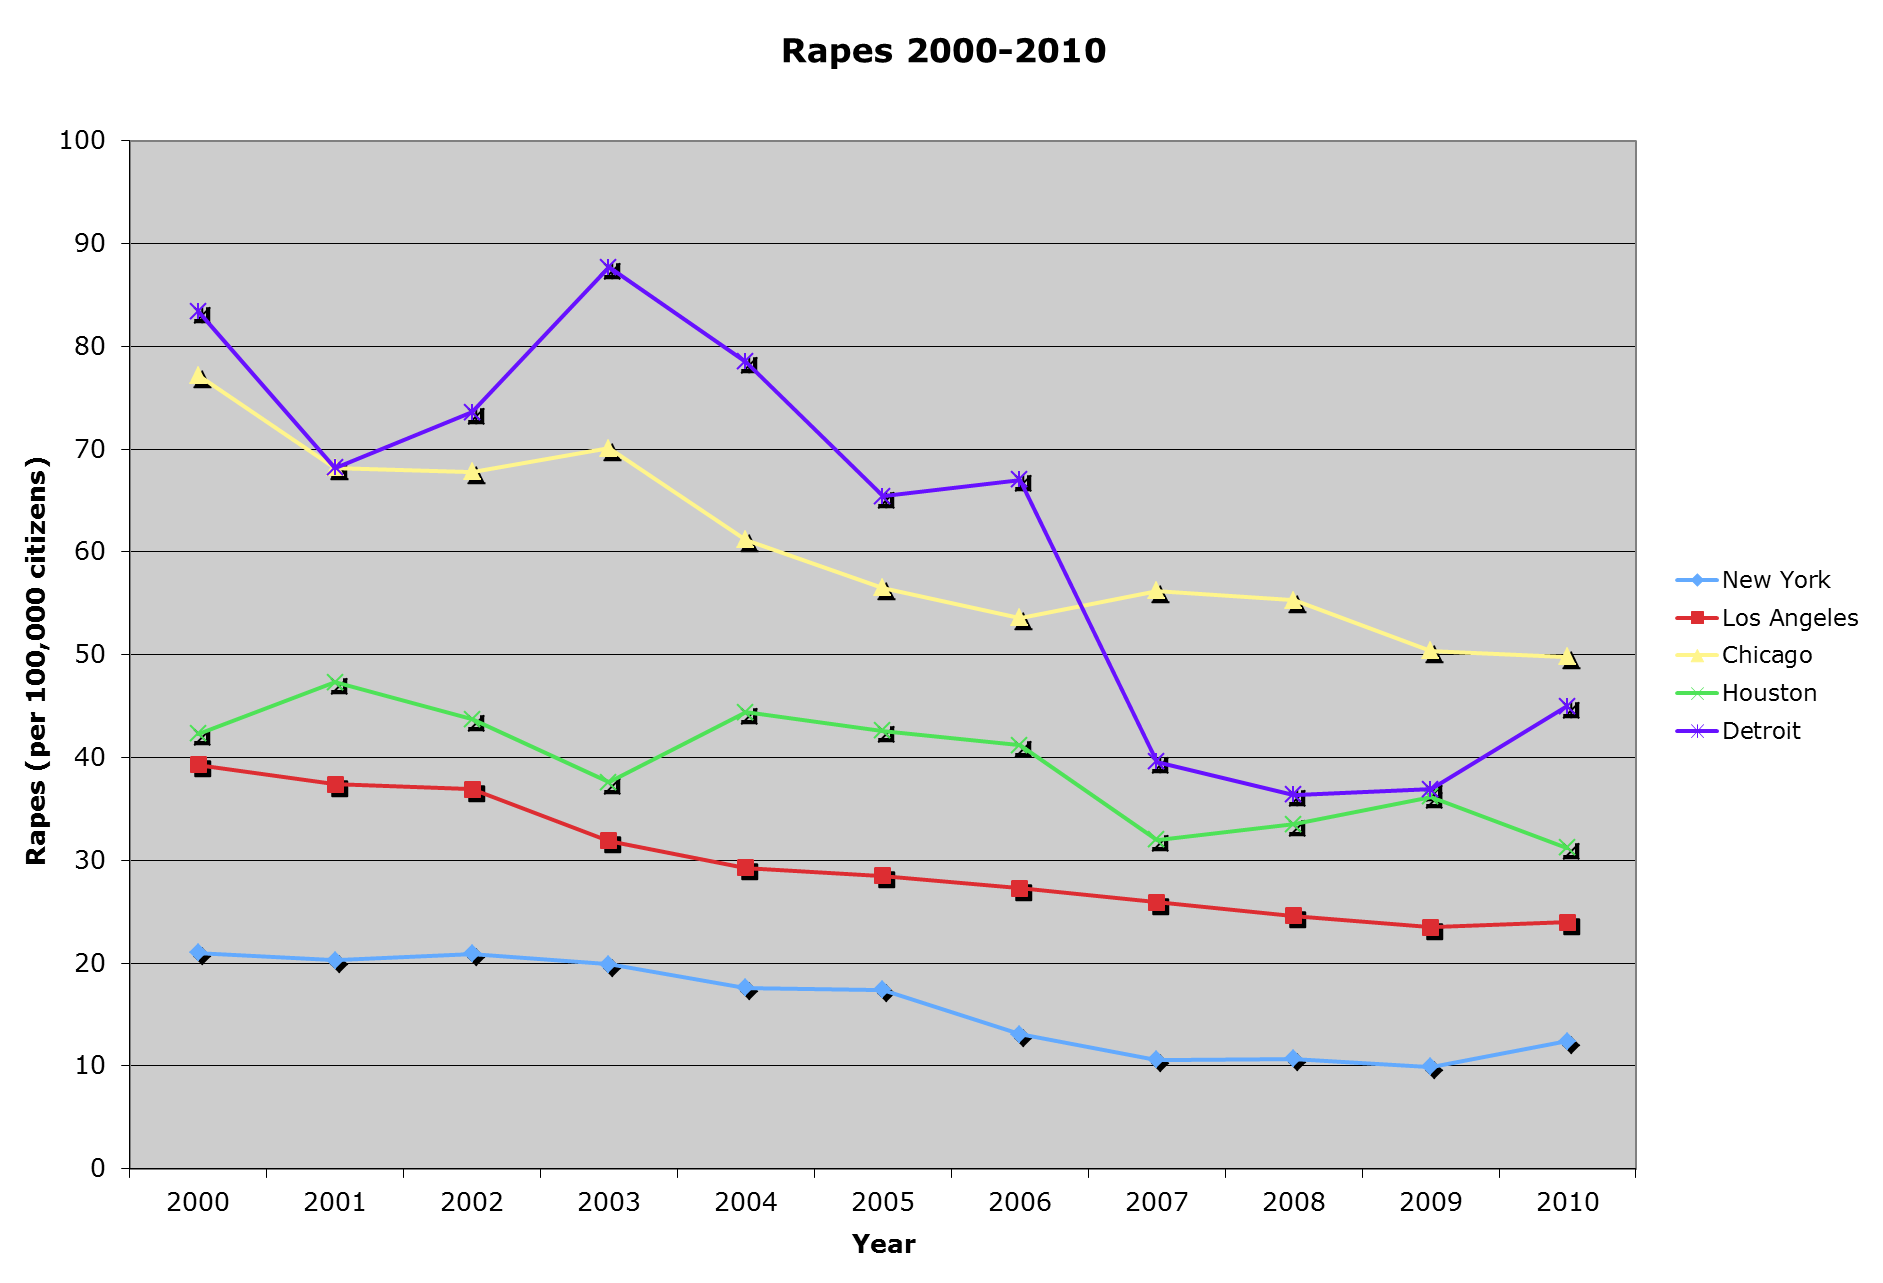 Rapes 2000-2010
100
90
80
70
60
50
40
30
20
10
0
Rapes (per 100,000 citizens)
2000 2001 2002 2003 2004 2005 2006 2007 2008 2009 2010
Year
New York
Los Angeles
Chicago
Houston
Detroit